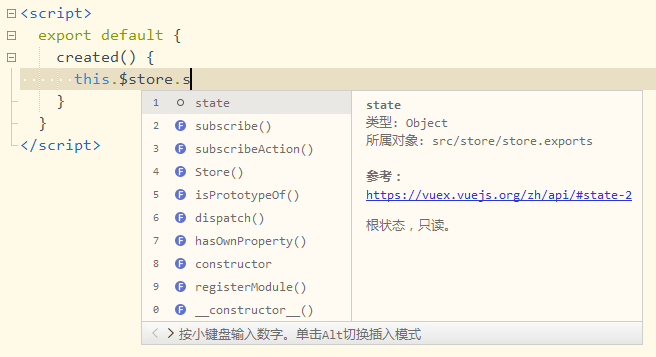 <script>
export default {
created() {
this.$store.s
}
}
</script>
1 state
2 subscribe()
3 subscribeAction()
4 Store()
5 isPrototypeOf()
6 dispatch()
7 hasOwnProperty()
8 constructor
9 registerModule()
0 __constructor__()
state
类型: Object
所属对象: src/store/store.exports
参考：
https://vuex.vuejs.org/zh/api/#state-2
根状态，只读。
按小键盘输入数字。单击Alt切换插入模式